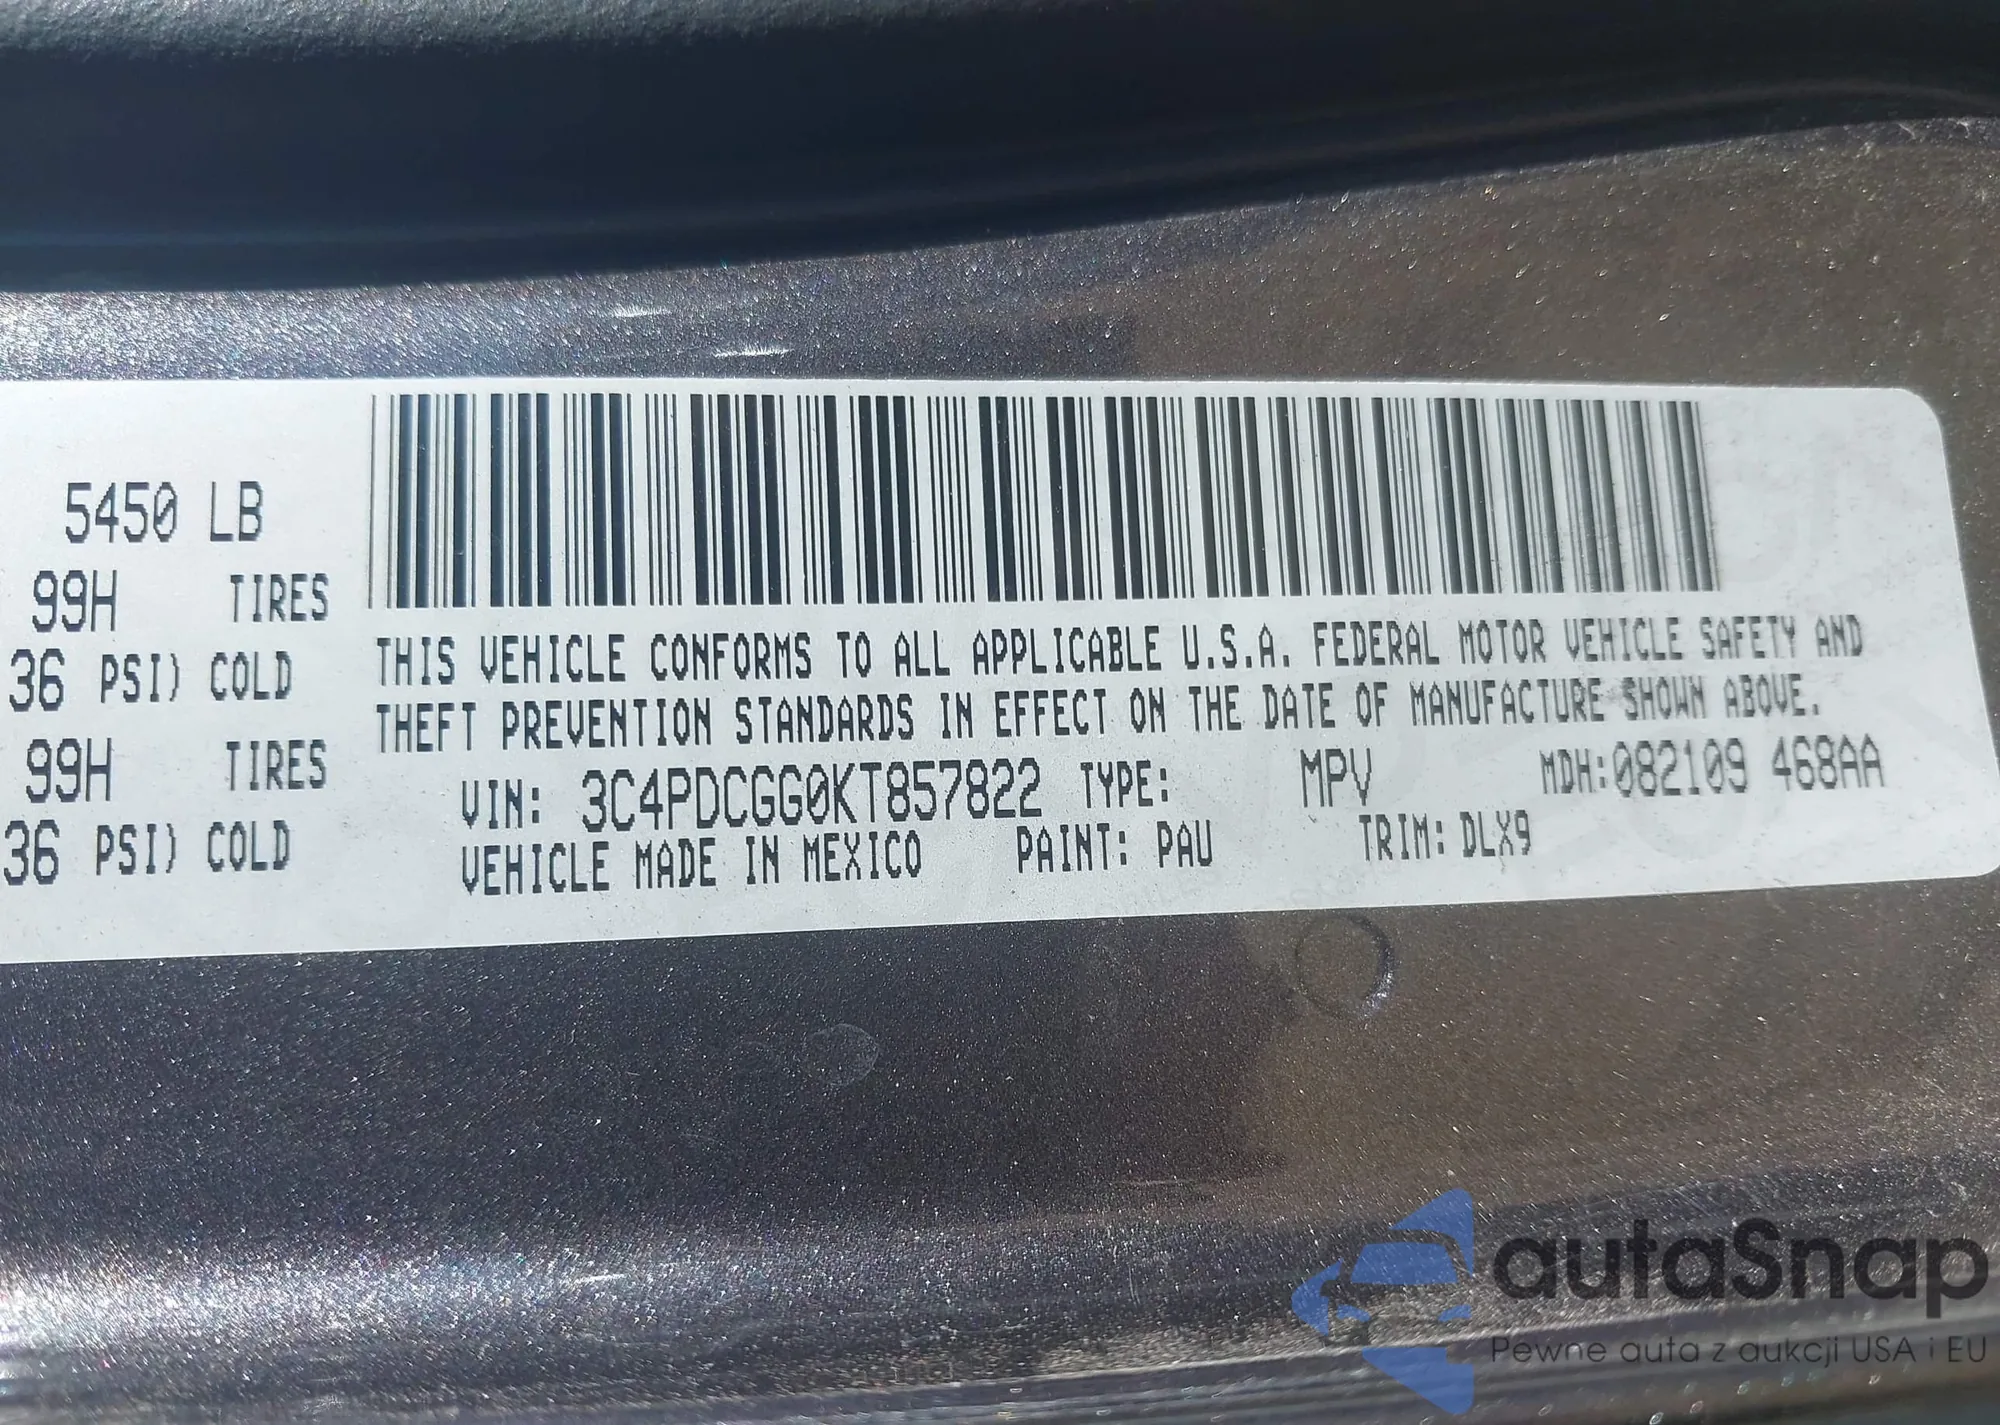 5450 LB
99H TIRES
36 PSI) COLD
99H TIRES
36 PSI) COLD
THIS VEHICLE CONFORMS TO ALL APPLICABLE U.S.A. FEDERAL MOTOR VEHICLE SAFETY AND
THEFT PREVENTION STANDARDS IN EFFECT ON THE DATE OF MANUFACTURE SHOWN ABOVE.
VIN: 3C4PDCGG0KT857822 TYPE: MPV MDH:082109 468AA
VEHICLE MADE IN MEXICO PAINT: PAU TRIM: DLX9
autaSnap
Pewne auta z aukcji USA i EU